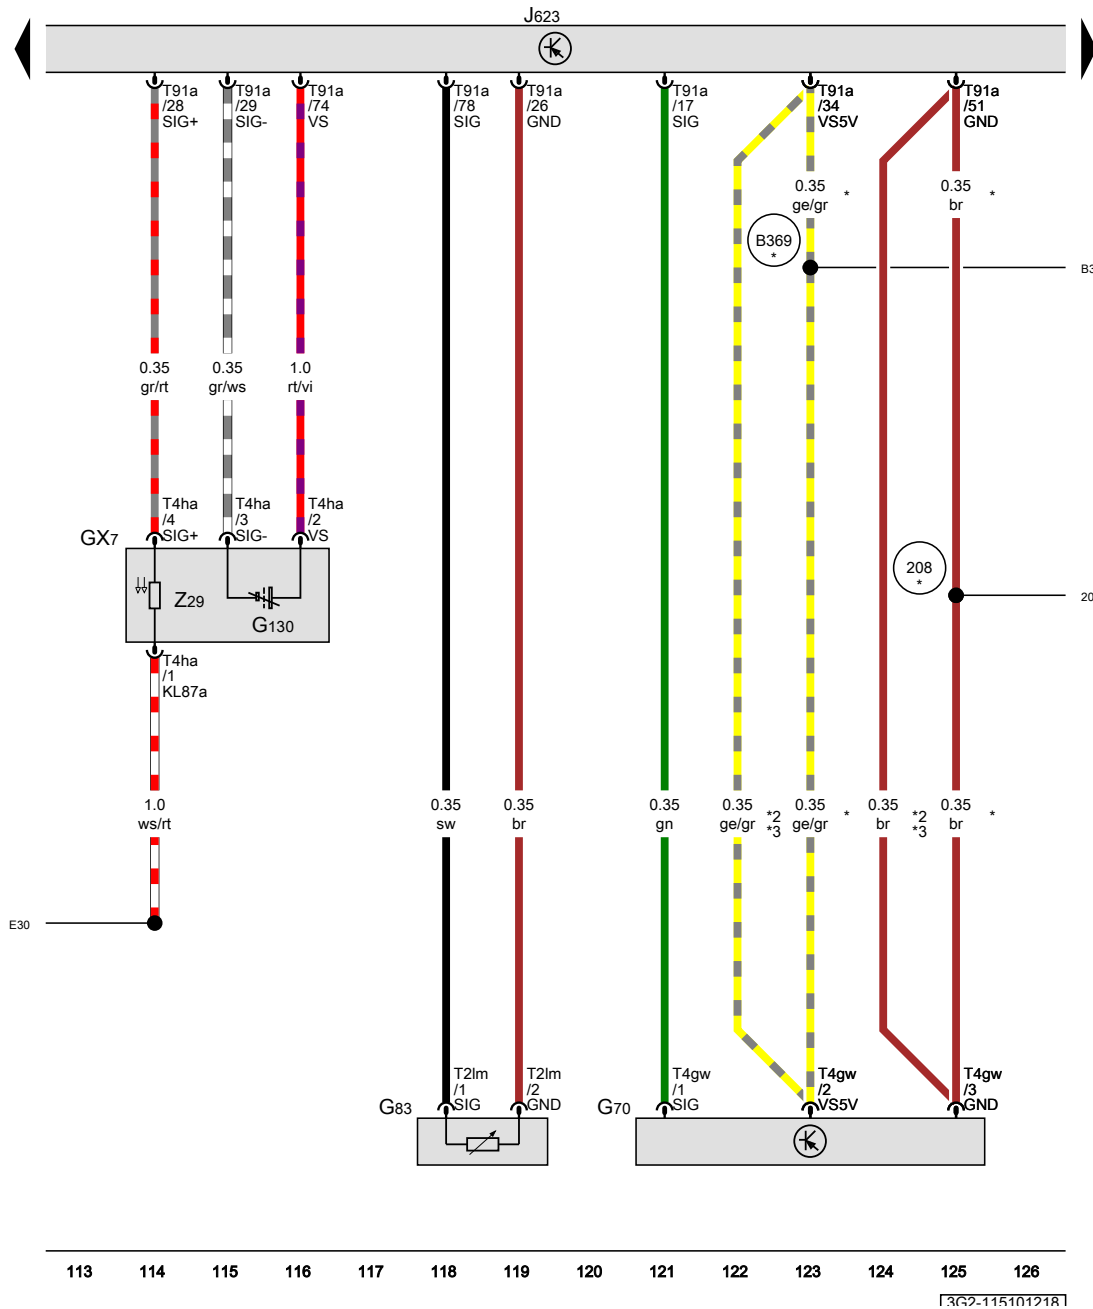 J623
T91a
/28
SIG+
T91a
/29
SIG-
T91a
/74
VS
T91a
/78
SIG
T91a
/26
GND
T91a
/17
SIG
T91a
/34
VS5V
T91a
/51
GND
0.35
ge/gr
*
0.35
br
*
B369
*
B3
0.35
gr/rt
0.35
gr/ws
1.0
rt/vi
T4ha
/4
SIG+
T4ha
/3
SIG-
T4ha
/2
VS
GX7
Z29
G130
208
*
20
T4ha
/1
KL87a
1.0
ws/rt
0.35
sw
0.35
br
0.35
gn
0.35
ge/gr
*2
*3
0.35
ge/gr
*
0.35
br
*2
*3
0.35
br
*
E30
T2lm
/1
SIG
T2lm
/2
GND
T4gw
/1
SIG
T4gw
/2
VS5V
T4gw
/3
GND
G83
G70
113 114 115 116 117 118 119 120 121 122 123 124 125 126
3G2-115101218